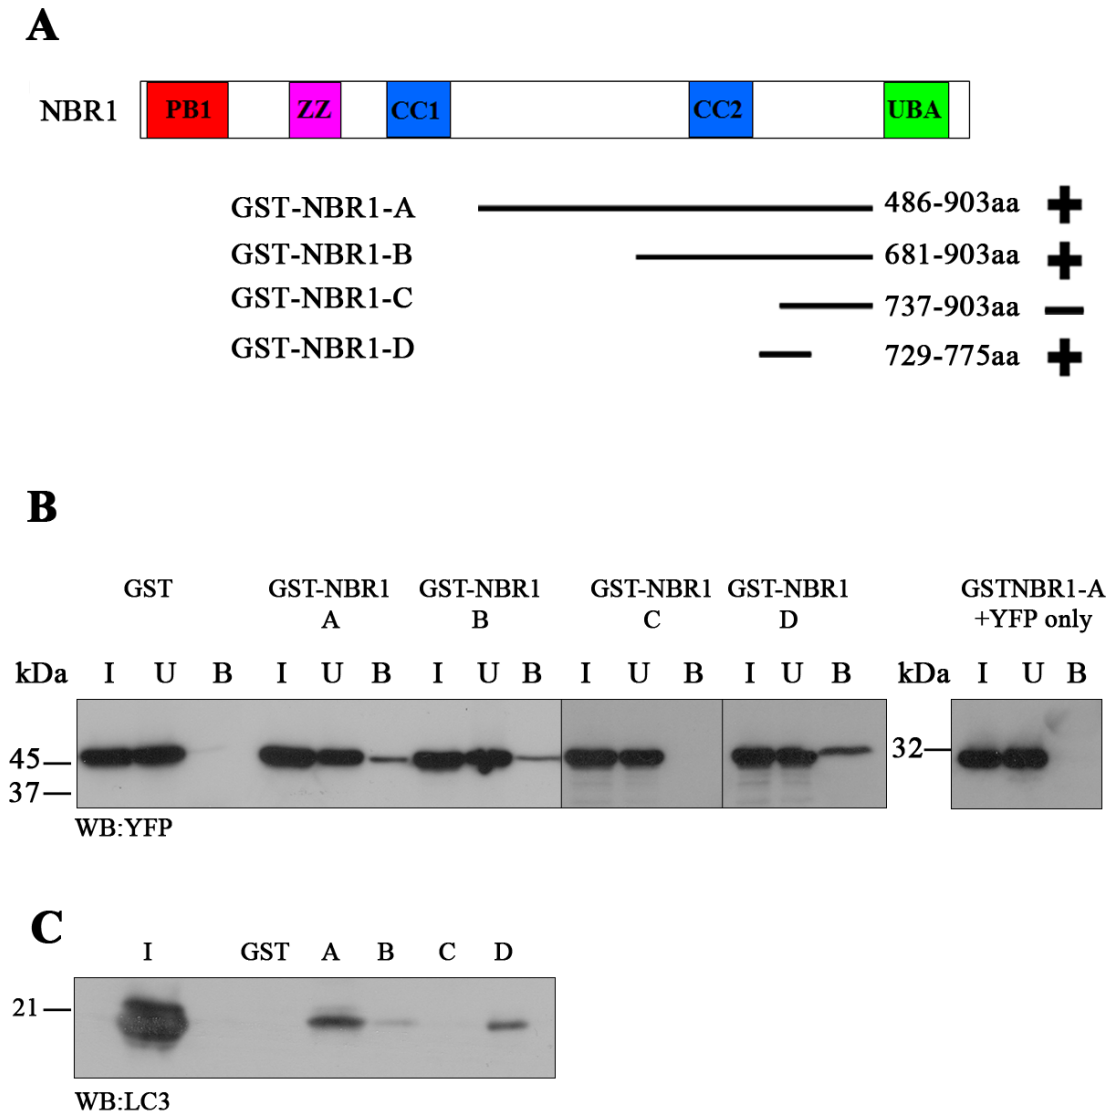 A
NBR1 PB1 ZZ CC1 CC2 UBA
GST-NBR1-A 486-903aa +
GST-NBR1-B 681-903aa +
GST-NBR1-C 737-903aa −
GST-NBR1-D 729-775aa +
B
GST GST-NBR1 GST-NBR1 GST-NBR1 GST-NBR1 GSTNBR1-A
A B C D +YFP only
kDa I U B I U B I U B I U B I U B kDa I U B
45 32
37
WB:YFP
C
I GST A B C D
21
WB:LC3